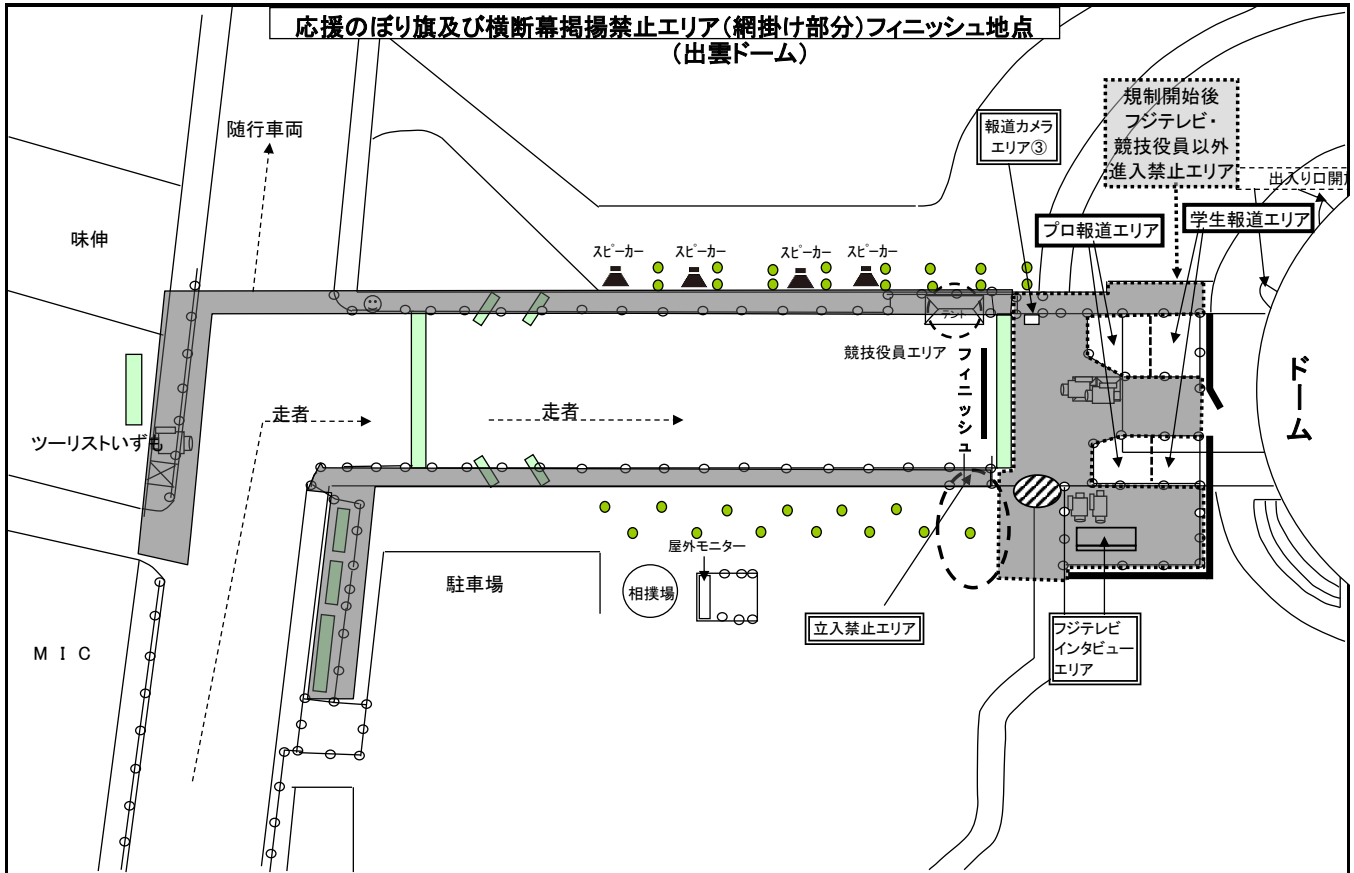 応援のぼり旗及び横断幕掲揚禁止エリア(網掛け部分)フィニッシュ地点
(出雲ドーム)
規制開始後
フジテレビ・
競技役員以外
進入禁止エリア
報道カメラ
エリア③
随行車両
出入り口開
プロ報道エリア
学生報道エリア
味伸
スピーカー
スピーカー
スピーカー
スピーカー
テント
競技役員エリア
フィニッシュ
ドーム
走者
走者
ツーリストいずも
屋外モニター
駐車場
相撲場
立入禁止エリア
フジテレビ
インタビュー
エリア
ＭＩＣ